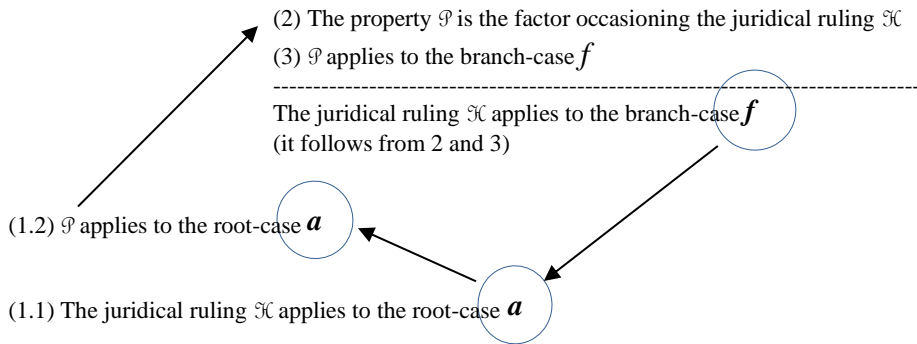 (2) The property 𝒫 is the factor occasioning the juridical ruling ℋ
(3) 𝒫 applies to the branch-case f
The juridical ruling ℋ applies to the branch-case f
(it follows from 2 and 3)
(1.2) 𝒫 applies to the root-case a
(1.1) The juridical ruling ℋ applies to the root-case a